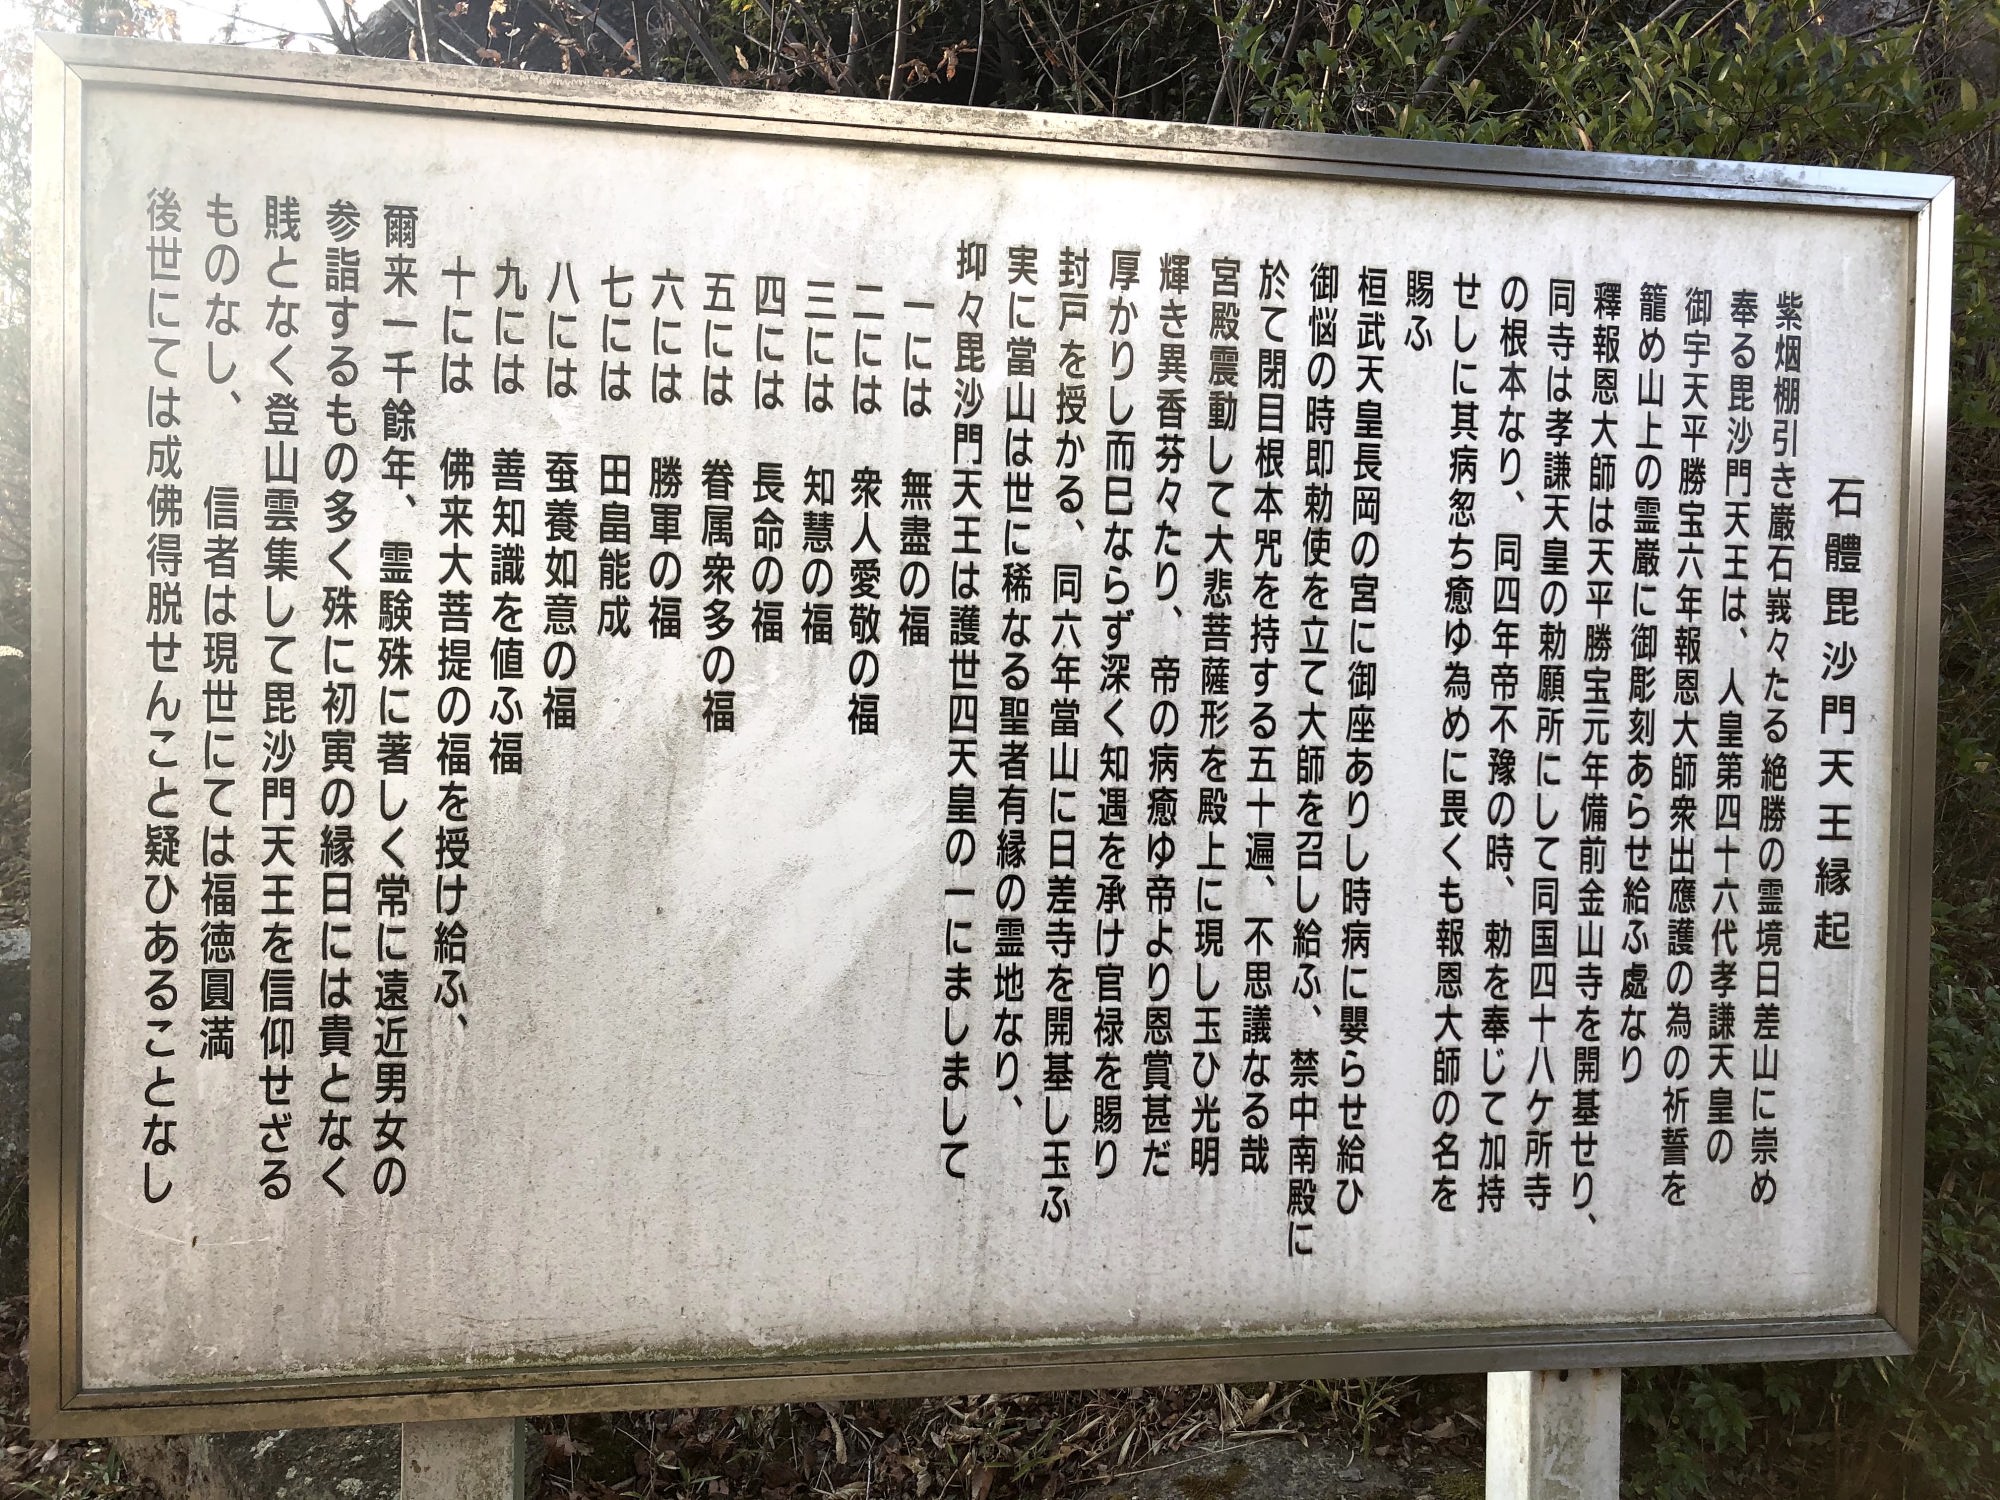 石體毘沙門天王縁起
紫烟棚引き巌石峩々たる絶勝の霊境日差山に崇め
奉る毘沙門天王は、人皇第四十六代孝謙天皇の
御宇天平勝宝六年報恩大師衆出應護の為の祈誓を
籠め山上の霊巌に御彫刻あらせ給ふ處なり
釋報恩大師は天平勝宝元年備前金山寺を開基せり、
同寺は孝謙天皇の勅願所にして同国四十八ケ所寺
の根本なり、同四年帝不豫の時、勅を奉じて加持
せしに其病忽ち癒ゆ為めに畏くも報恩大師の名を
賜ふ
桓武天皇長岡の宮に御座ありし時病に嬰らせ給ひ
御悩の時即勅使を立て大師を召し給ふ、禁中南殿に
於て閉目根本咒を持する五十遍、不思議なる哉
宮殿震動して大悲菩薩形を殿上に現し玉ひ光明
輝き異香芬々たり、帝の病癒ゆ帝より恩賞甚だ
厚かりし而巳ならず深く知遇を承け官禄を賜り
封戸を授かる、同六年當山に日差寺を開基し玉ふ
実に當山は世に稀なる聖者有縁の霊地なり、
抑々毘沙門天王は護世四天皇の一にましまして
一には 無盡の福
二には 衆人愛敬の福
三には 知慧の福
四には 長命の福
五には 眷属衆多の福
六には 勝軍の福
七には 田畠能成
八には 蚕養如意の福
九には 善知識を値ふ福
十には 佛来大菩提の福を授け給ふ、
爾来一千餘年、霊験殊に著しく常に遠近男女の
参詣するもの多く殊に初寅の縁日には貴となく
賎となく登山雲集して毘沙門天王を信仰せざる
ものなし、 信者は現世にては福徳圓満
後世にては成佛得脱せんこと疑ひあることなし